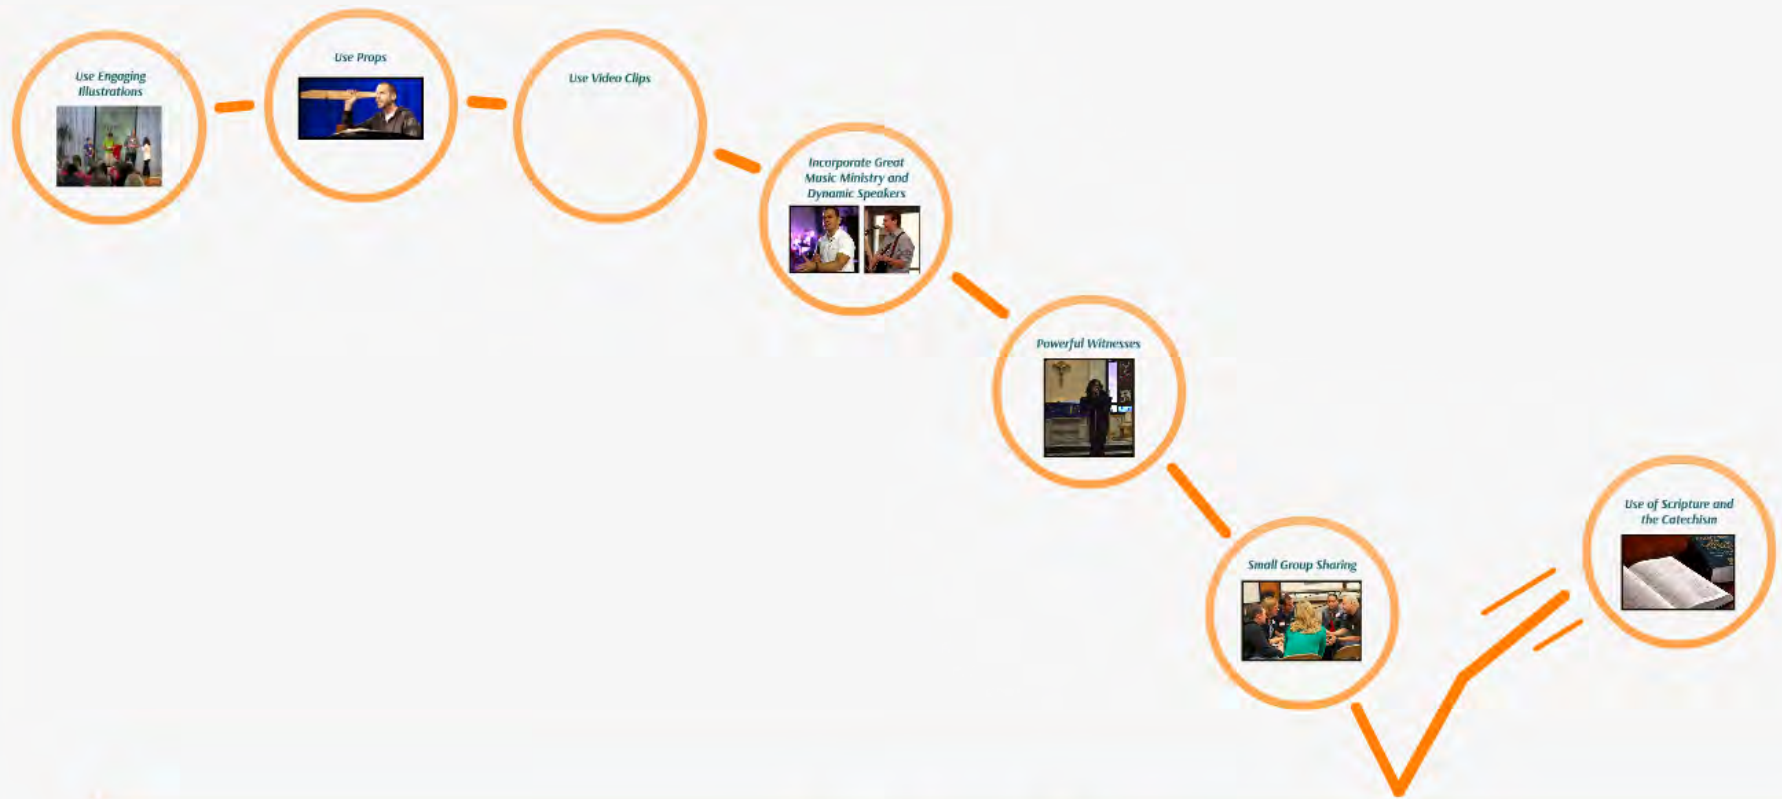 Use Engaging
Illustrations
Use Props
Use Video Clips
Incorporate Great
Music Ministry and
Dynamic Speakers
Powerful Witnesses
Small Group Sharing
Use of Scripture and
the Catechism